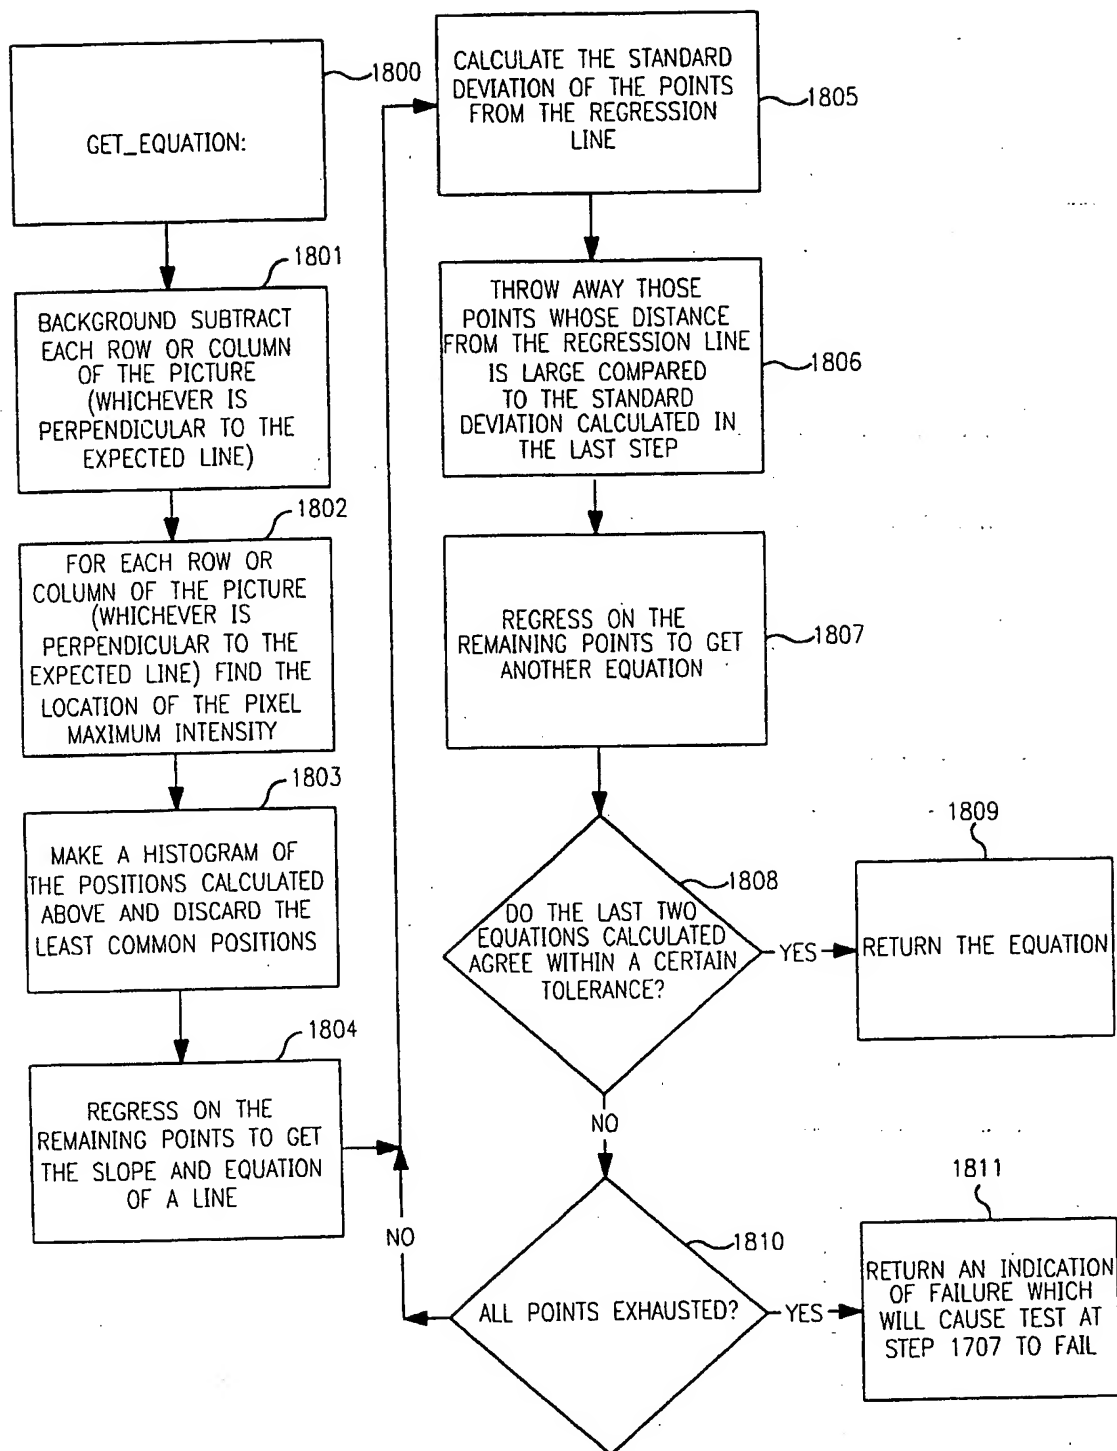 1800
GET_EQUATION:
1801
BACKGROUND SUBTRACT
EACH ROW OR COLUMN
OF THE PICTURE
(WHICHEVER IS
PERPENDICULAR TO THE
EXPECTED LINE)
1802
FOR EACH ROW OR
COLUMN OF THE PICTURE
(WHICHEVER IS
PERPENDICULAR TO THE
EXPECTED LINE) FIND THE
LOCATION OF THE PIXEL
MAXIMUM INTENSITY
1803
MAKE A HISTOGRAM OF
THE POSITIONS CALCULATED
ABOVE AND DISCARD THE
LEAST COMMON POSITIONS
1804
REGRESS ON THE
REMAINING POINTS TO GET
THE SLOPE AND EQUATION
OF A LINE
CALCULATE THE STANDARD
DEVIATION OF THE POINTS
FROM THE REGRESSION
LINE
1805
THROW AWAY THOSE
POINTS WHOSE DISTANCE
FROM THE REGRESSION LINE
IS LARGE COMPARED
TO THE STANDARD
DEVIATION CALCULATED IN
THE LAST STEP
1806
REGRESS ON THE
REMAINING POINTS TO GET
ANOTHER EQUATION
1807
1808
DO THE LAST TWO
EQUATIONS CALCULATED
AGREE WITHIN A CERTAIN
TOLERANCE?
YES
1809
RETURN THE EQUATION
NO
1810
ALL POINTS EXHAUSTED?
NO
YES
1811
RETURN AN INDICATION
OF FAILURE WHICH
WILL CAUSE TEST AT
STEP 1707 TO FAIL